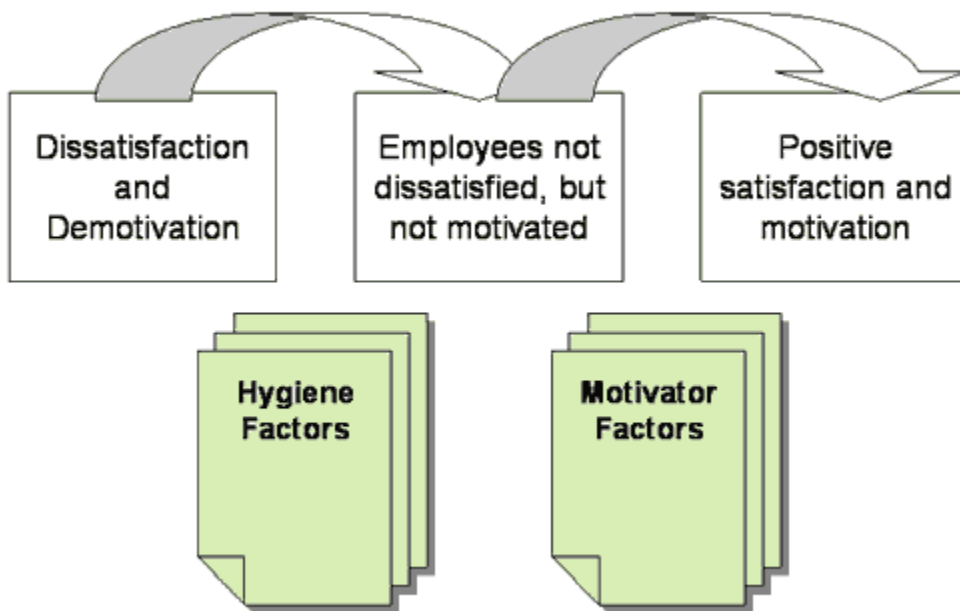 Dissatisfaction
and
Demotivation
Employees not
dissatisfied, but
not motivated
Positive
satisfaction and
motivation
Hygiene
Factors
Motivator
Factors